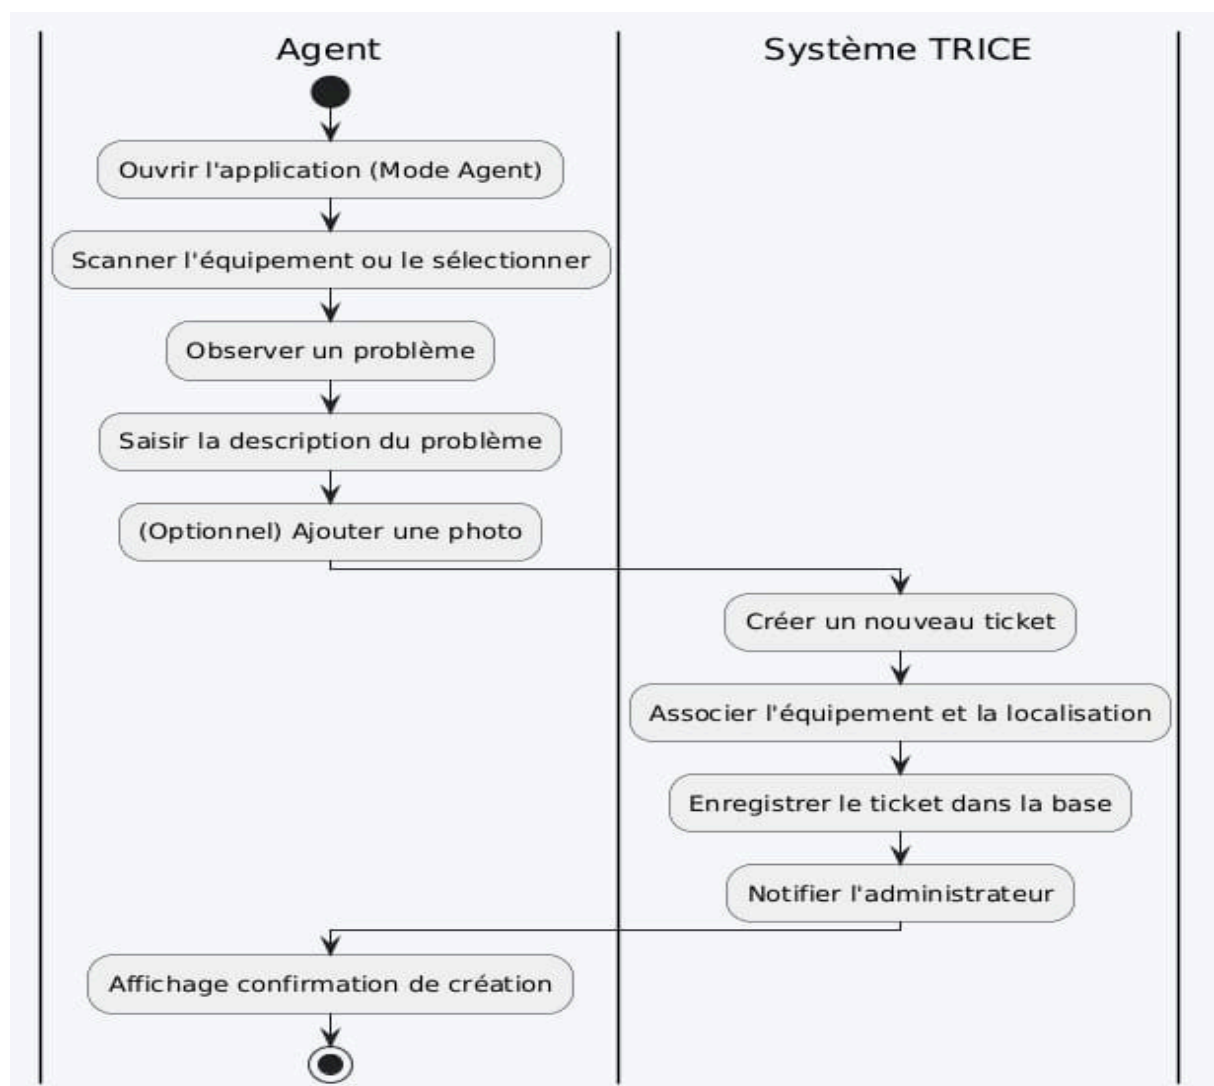 Agent
Système TRICE
Ouvrir l'application (Mode Agent)
Scanner l'équipement ou le sélectionner
Observer un problème
Saisir la description du problème
(Optionnel) Ajouter une photo
Créer un nouveau ticket
Associer l'équipement et la localisation
Enregistrer le ticket dans la base
Notifier l'administrateur
Affichage confirmation de création